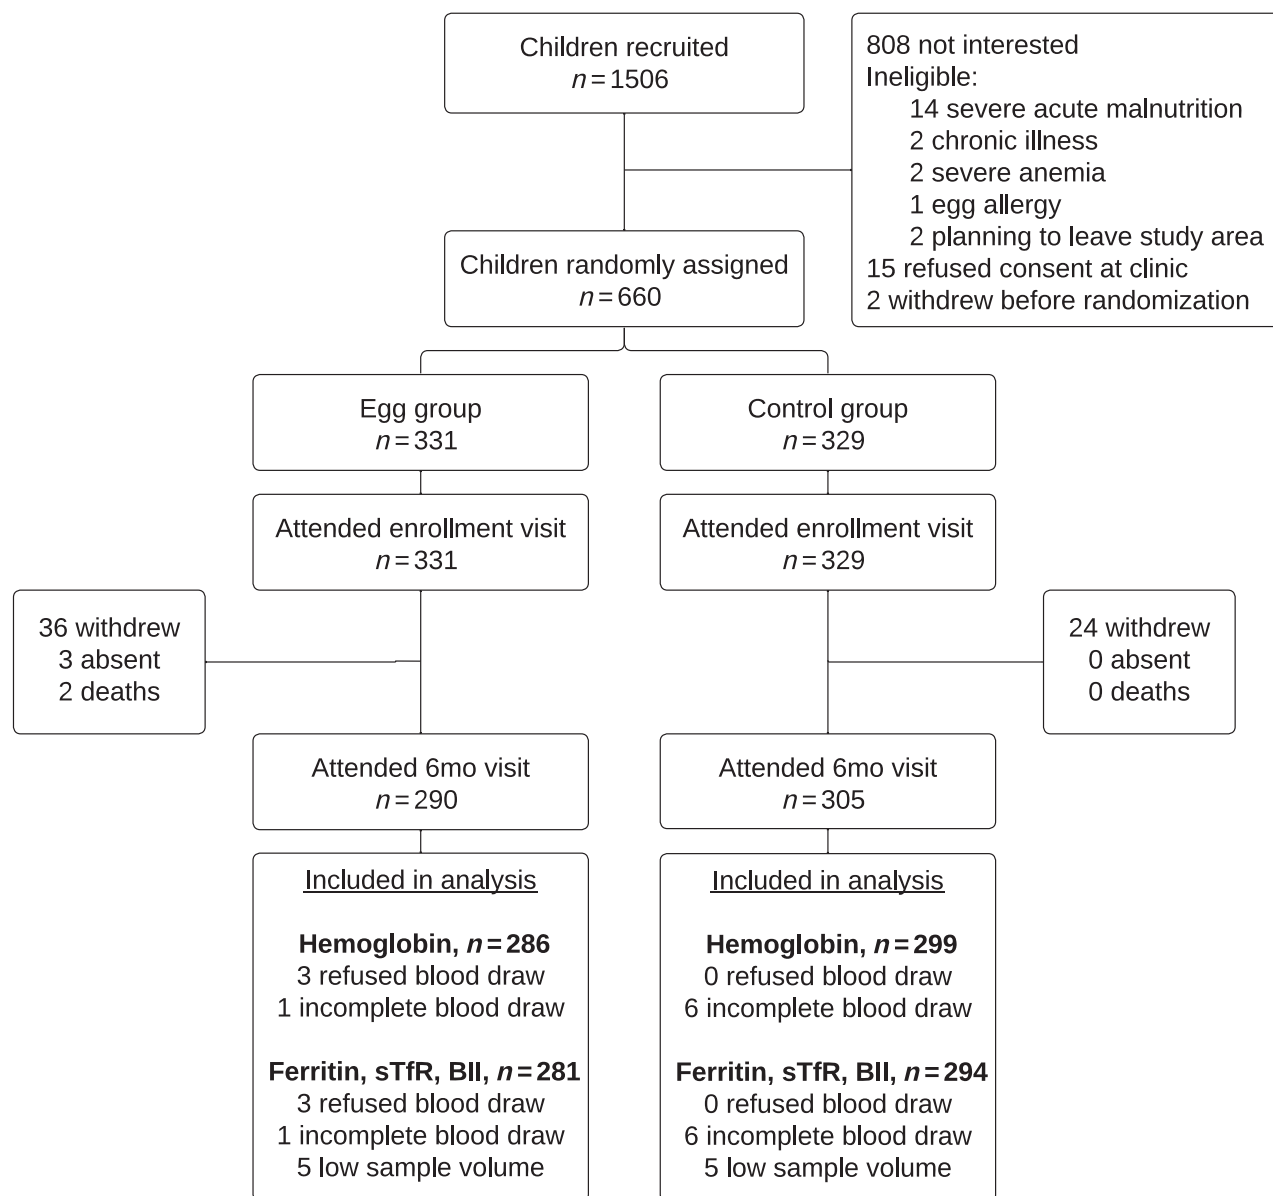 Children recruited
n = 1506
808 not interested
Ineligible:
14 severe acute malnutrition
2 chronic illness
2 severe anemia
1 egg allergy
2 planning to leave study area
15 refused consent at clinic
2 withdrew before randomization
Children randomly assigned
n = 660
Egg group
n = 331
Control group
n = 329
Attended enrollment visit
n = 331
Attended enrollment visit
n = 329
36 withdrew
3 absent
2 deaths
24 withdrew
0 absent
0 deaths
Attended 6mo visit
n = 290
Attended 6mo visit
n = 305
Included in analysis
Hemoglobin, n = 286
3 refused blood draw
1 incomplete blood draw
Ferritin, sTfR, BII, n = 281
3 refused blood draw
1 incomplete blood draw
5 low sample volume
Included in analysis
Hemoglobin, n = 299
0 refused blood draw
6 incomplete blood draw
Ferritin, sTfR, BII, n = 294
0 refused blood draw
6 incomplete blood draw
5 low sample volume